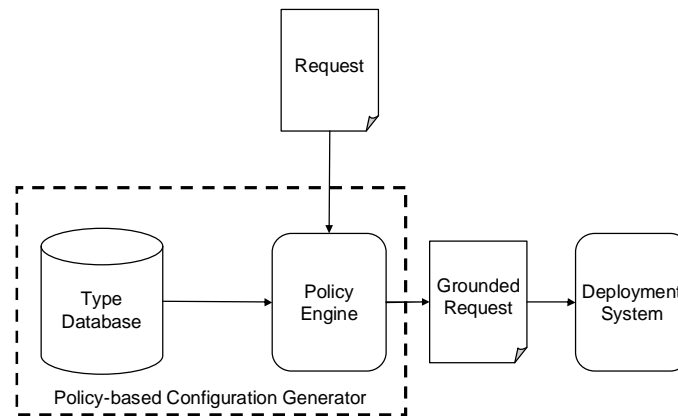 Request
Type
Database
Policy
Engine
Grounded
Request
Deployment
System
Policy-based Configuration Generator